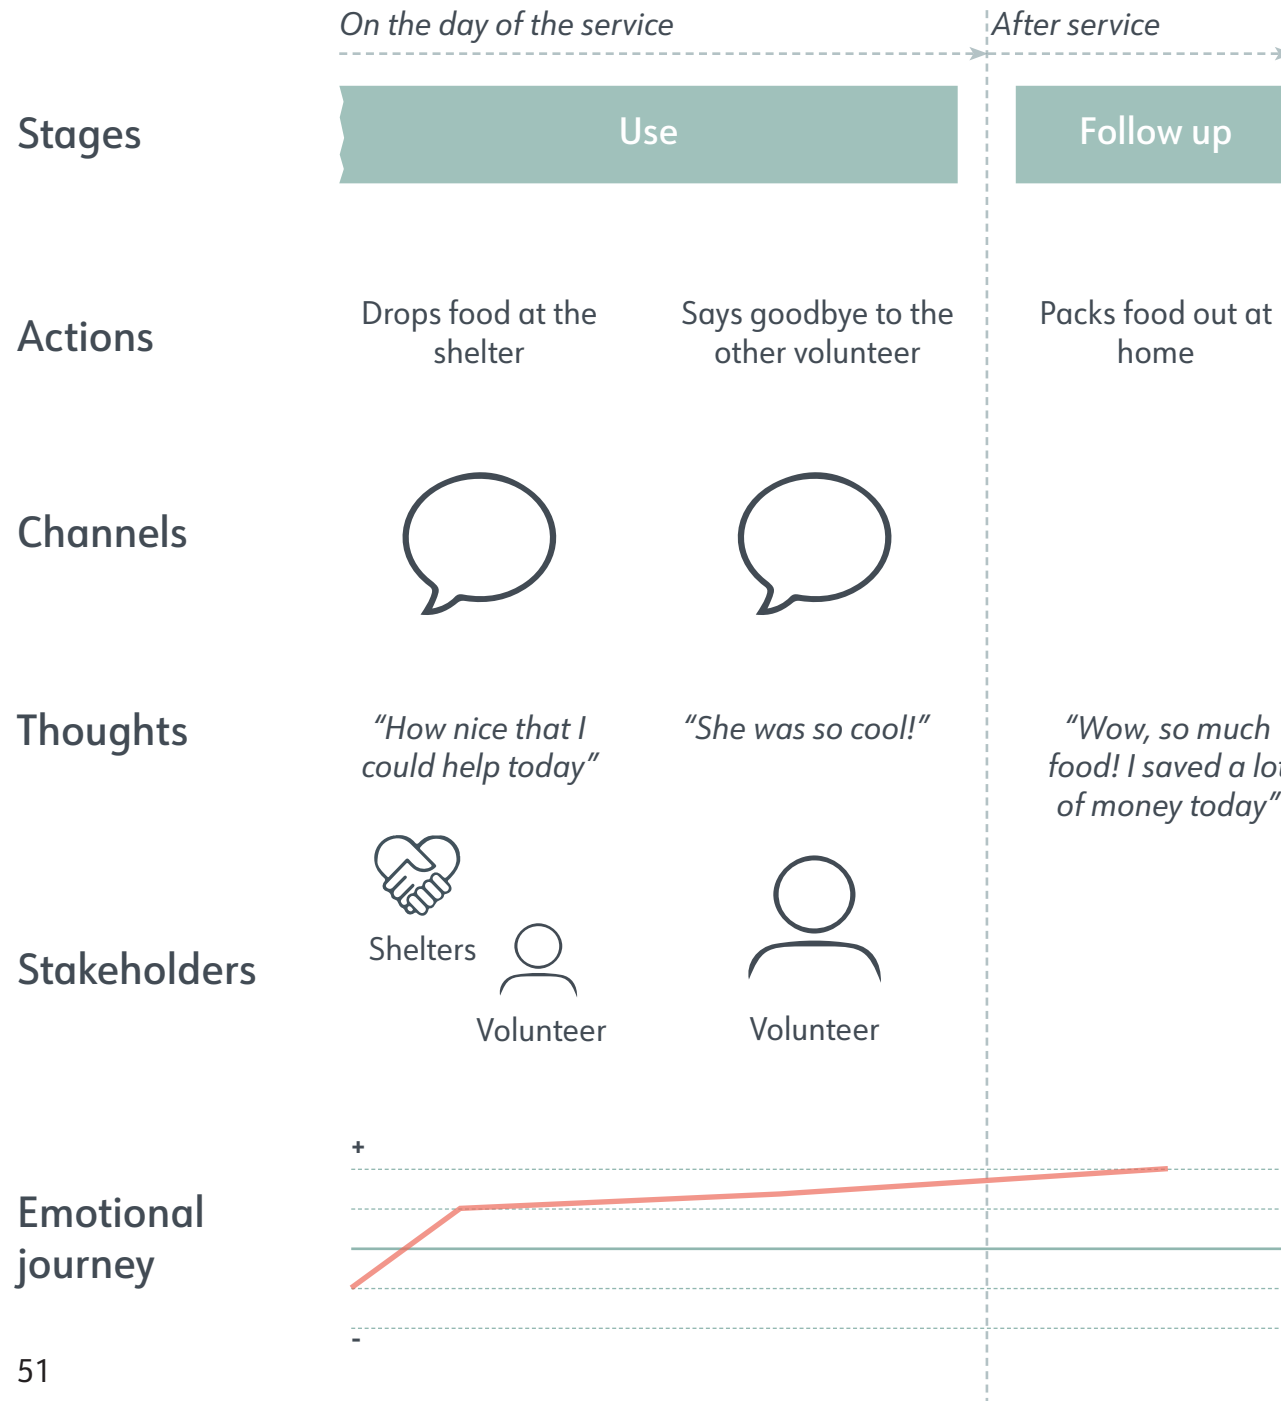 On the day of the service
After service
Stages
Use
Follow up
Actions
Drops food at the
shelter
Says goodbye to the
other volunteer
Packs food out at
home
Channels
Thoughts
“How nice that I
could help today”
“She was so cool!”
“Wow, so much
food! I saved a lot
of money today”
Stakeholders
Shelters
Volunteer
Volunteer
Emotional
journey
+
-
51